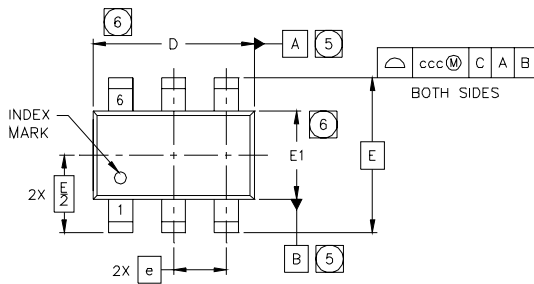 6
D
A 5
⌓ ccc Ⓜ C A B
BOTH SIDES
6
INDEX
MARK
6
E1
E
2X E
2
1
B 5
2X e